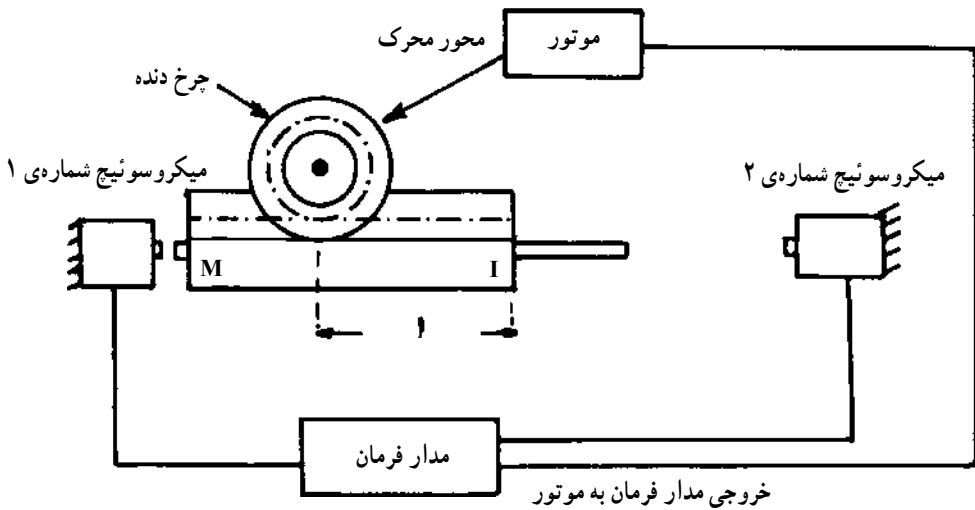 موتور
محور محرک
چرخ دنده
میکروسوئیچ شماره‌ی ۱
میکروسوئیچ شماره‌ی ۲
M
I
مدار فرمان
خروجی مدار فرمان به موتور